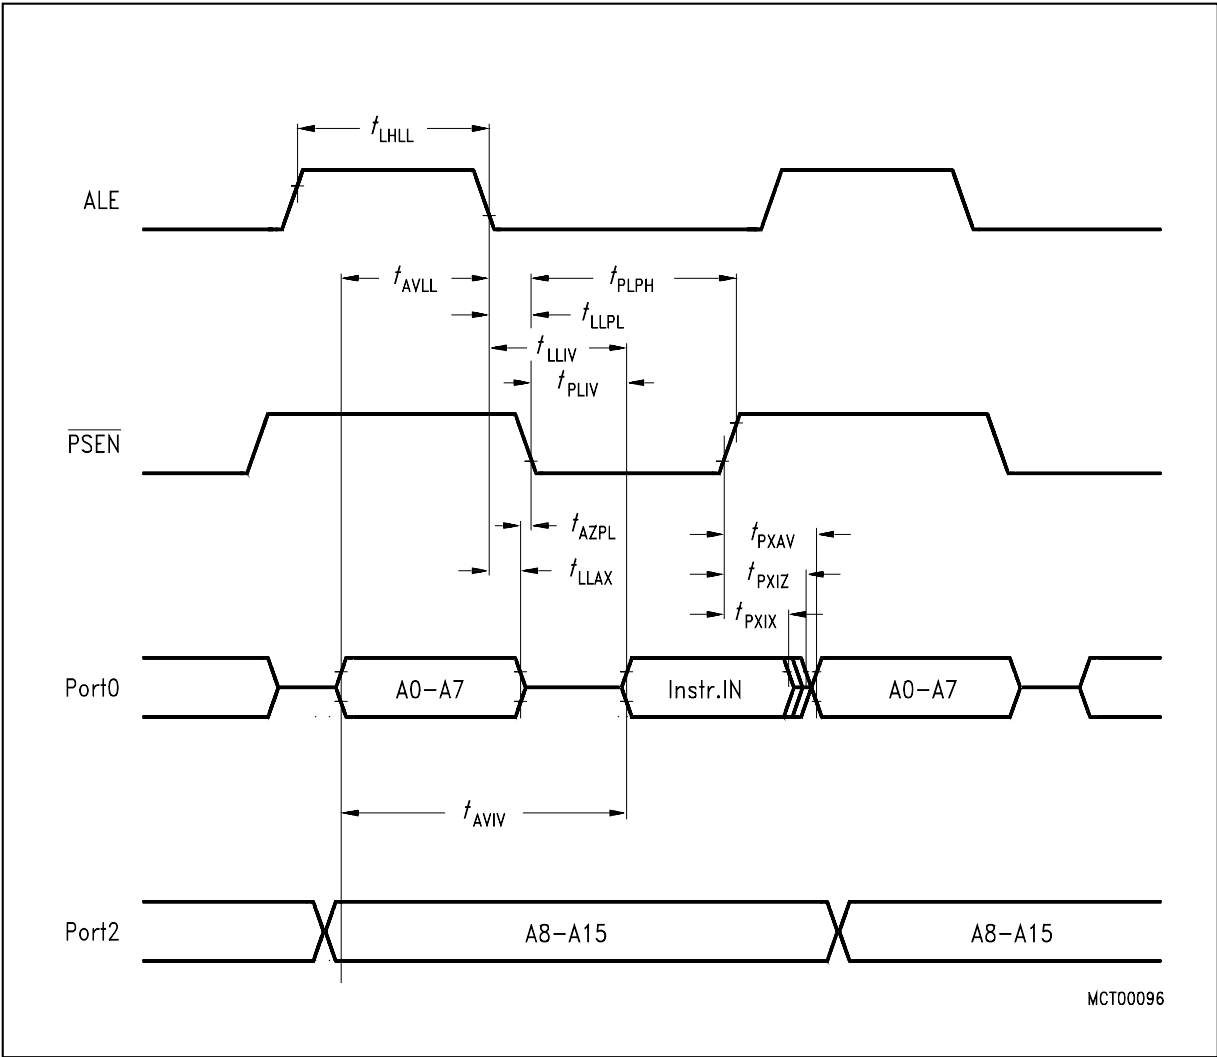 tLHLL
ALE
tAVLL tPLPH
tLLPL
tLLIV
tPLIV
PSEN
tAZPL tPXAV
tLLAX tPXIZ
tPXIX
Port0 A0-A7 Instr.IN A0-A7
tAVIV
Port2 A8-A15 A8-A15
MCT00096